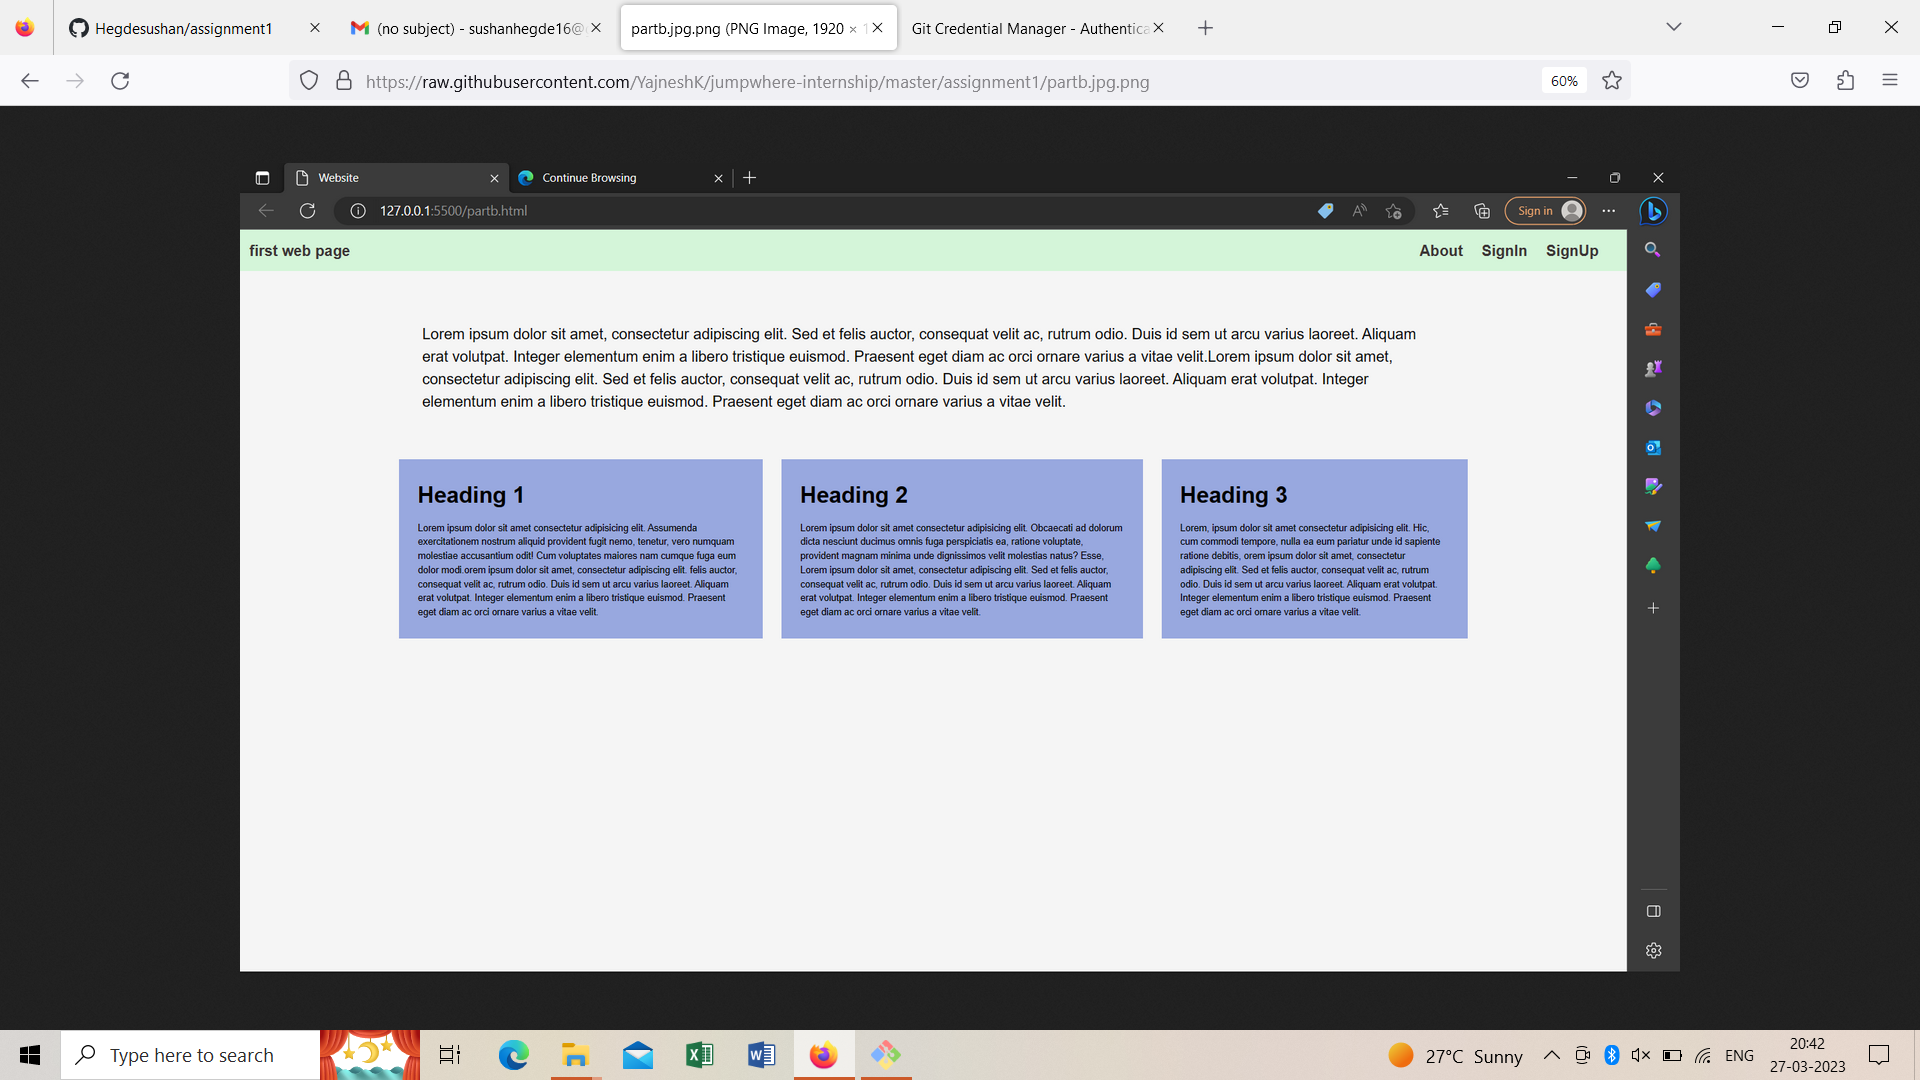 Hegdesushan/assignment1
(no subject) - sushanhegde16@
partb.jpg.png (PNG Image, 1920 ×
Git Credential Manager - Authentica
https://raw.githubusercontent.com/YajneshK/jumpwhere-internship/master/assignment1/partb.jpg.png
60%
Website
Continue Browsing
127.0.0.1:5500/partb.html
Sign in
first web page
About SignIn SignUp
Lorem ipsum dolor sit amet, consectetur adipiscing elit. Sed et felis auctor, consequat velit ac, rutrum odio. Duis id sem ut arcu varius laoreet. Aliquam
erat volutpat. Integer elementum enim a libero tristique euismod. Praesent eget diam ac orci ornare varius a vitae velit.Lorem ipsum dolor sit amet,
consectetur adipiscing elit. Sed et felis auctor, consequat velit ac, rutrum odio. Duis id sem ut arcu varius laoreet. Aliquam erat volutpat. Integer
elementum enim a libero tristique euismod. Praesent eget diam ac orci ornare varius a vitae velit.
Heading 1
Lorem ipsum dolor sit amet consectetur adipisicing elit. Assumenda
exercitationem nostrum aliquid provident fugit nemo, tenetur, vero numquam
molestiae accusantium odit! Cum voluptates maiores nam cumque fuga eum
dolor modi.orem ipsum dolor sit amet, consectetur adipiscing elit. felis auctor,
consequat velit ac, rutrum odio. Duis id sem ut arcu varius laoreet. Aliquam
erat volutpat. Integer elementum enim a libero tristique euismod. Praesent
eget diam ac orci ornare varius a vitae velit.
Heading 2
Lorem ipsum dolor sit amet consectetur adipisicing elit. Obcaecati ad dolorum
dicta nesciunt ducimus omnis fuga perspiciatis ea, ratione voluptate,
provident magnam minima unde dignissimos velit molestias natus? Esse,
Lorem ipsum dolor sit amet, consectetur adipiscing elit. Sed et felis auctor,
consequat velit ac, rutrum odio. Duis id sem ut arcu varius laoreet. Aliquam
erat volutpat. Integer elementum enim a libero tristique euismod. Praesent
eget diam ac orci ornare varius a vitae velit.
Heading 3
Lorem, ipsum dolor sit amet consectetur adipisicing elit. Hic,
cum commodi tempore, nulla ea eum pariatur unde id sapiente
ratione debitis, orem ipsum dolor sit amet, consectetur
adipiscing elit. Sed et felis auctor, consequat velit ac, rutrum
odio. Duis id sem ut arcu varius laoreet. Aliquam erat volutpat.
Integer elementum enim a libero tristique euismod. Praesent
eget diam ac orci ornare varius a vitae velit.
Type here to search
27°C Sunny
ENG
20:42
27-03-2023